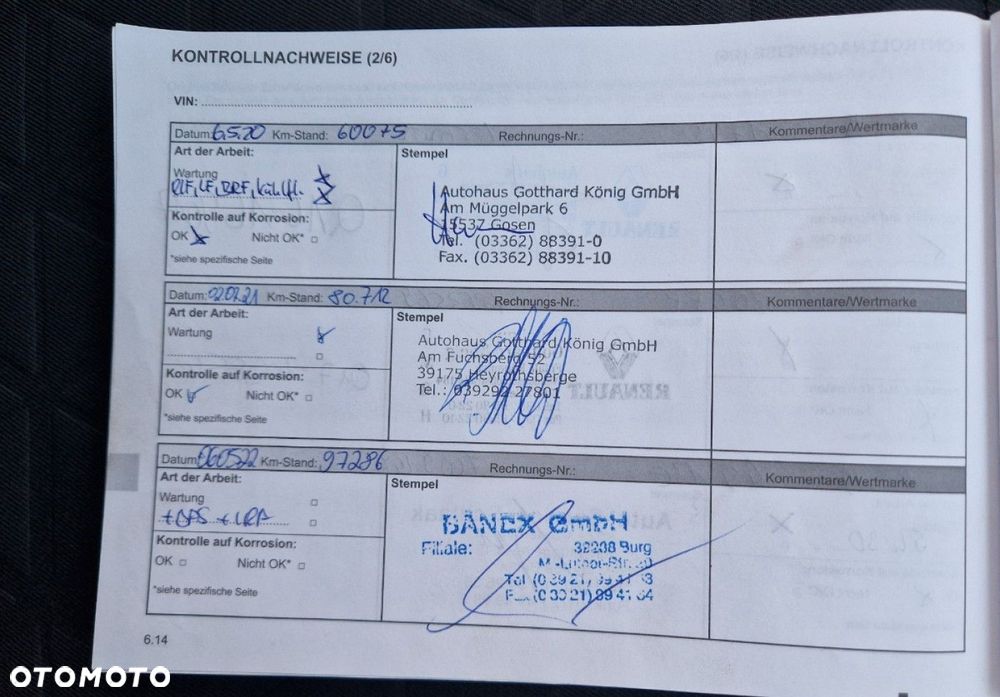 KONTROLLNACHWEISE (2/6)
VIN:
Datum: 6.5.20 Km-Stand: 60075 Rechnungs-Nr.: Kommentare/Wertmarke
Art der Arbeit: Stempel
Wartung
Autohaus Gotthard König GmbH
Am Müggelpark 6
Kontrolle auf Korrosion: 15537 Gosen
OK Nicht OK* Tel. (03362) 88391-0
*siehe spezifische Seite Fax. (03362) 88391-10
Datum: Km-Stand: 80.712 Rechnungs-Nr.: Kommentare/Wertmarke
Art der Arbeit: Stempel
Wartung Autohaus Gotthard König GmbH
Am Fuchsberg 52
Kontrolle auf Korrosion: 39175 Heyrothsberge
OK Nicht OK* Tel.: 039292-27801
*siehe spezifische Seite
Datum: 060522 Km-Stand: 97286 Rechnungs-Nr.: Kommentare/Wertmarke
Art der Arbeit: Stempel
Wartung
GmbH
Kontrolle auf Korrosion: Filiale: Burg
OK Nicht OK*
*siehe spezifische Seite
6.14
OTOMOTO